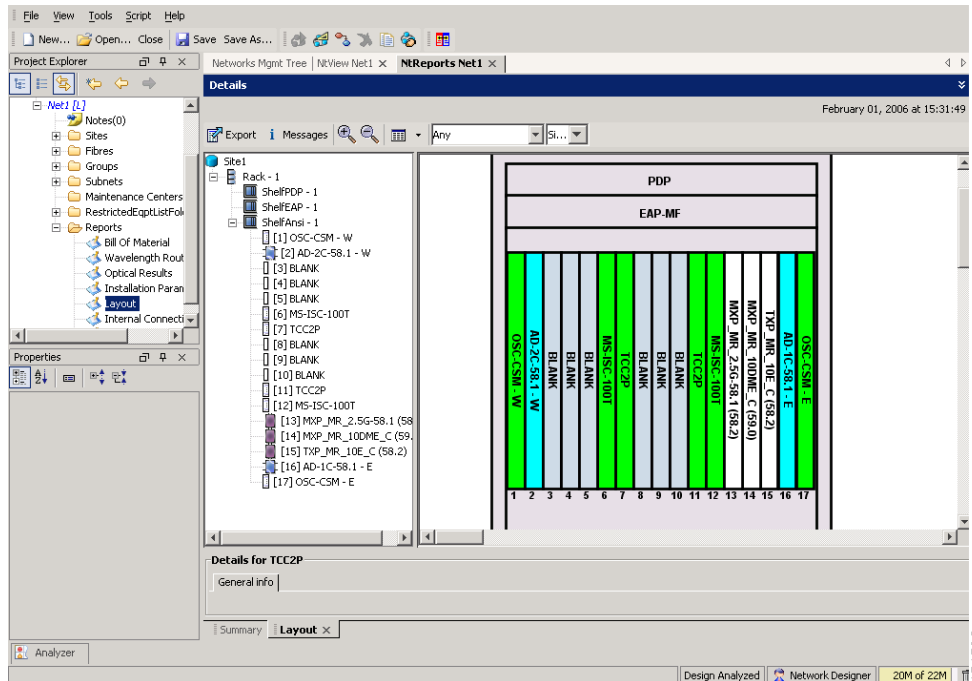 File View Tools Script Help
New... Open... Close Save Save As...
Project Explorer
Networks Mgmt Tree NtView Net1 NtReports Net1
Details
February 01, 2006 at 15:31:49
Net1 [L]
Notes(0)
Sites
Fibres
Groups
Subnets
Maintenance Centers
RestrictedEqptListFol
Reports
Bill Of Material
Wavelength Rout
Optical Results
Installation Paran
Layout
Internal Connecti
Properties
Export i Messages Any Si...
Site1
Rack - 1
ShelfPDP - 1
ShelfEAP - 1
ShelfAnsi - 1
[1] OSC-CSM - W
[2] AD-2C-58.1 - W
[3] BLANK
[4] BLANK
[5] BLANK
[6] MS-ISC-100T
[7] TCC2P
[8] BLANK
[9] BLANK
[10] BLANK
[11] TCC2P
[12] MS-ISC-100T
[13] MXP_MR_2.5G-58.1 (58
[14] MXP_MR_10DME_C (59.
[15] TXP_MR_10E_C (58.2)
[16] AD-1C-58.1 - E
[17] OSC-CSM - E
PDP
EAP-MF
OSC-CSM - W
AD-2C-58.1 - W
BLANK
BLANK
BLANK
MS-ISC-100T
TCC2P
BLANK
BLANK
BLANK
TCC2P
MS-ISC-100T
MXP_MR_2.5G-58.1 (58.2)
MXP_MR_10DME_C (59.0)
TXP_MR_10E_C (58.2)
AD-1C-58.1 - E
OSC-CSM - E
1 2 3 4 5 6 7 8 9 10 11 12 13 14 15 16 17
Details for TCC2P
General info
Summary Layout
Analyzer
Design Analyzed Network Designer 20M of 22M